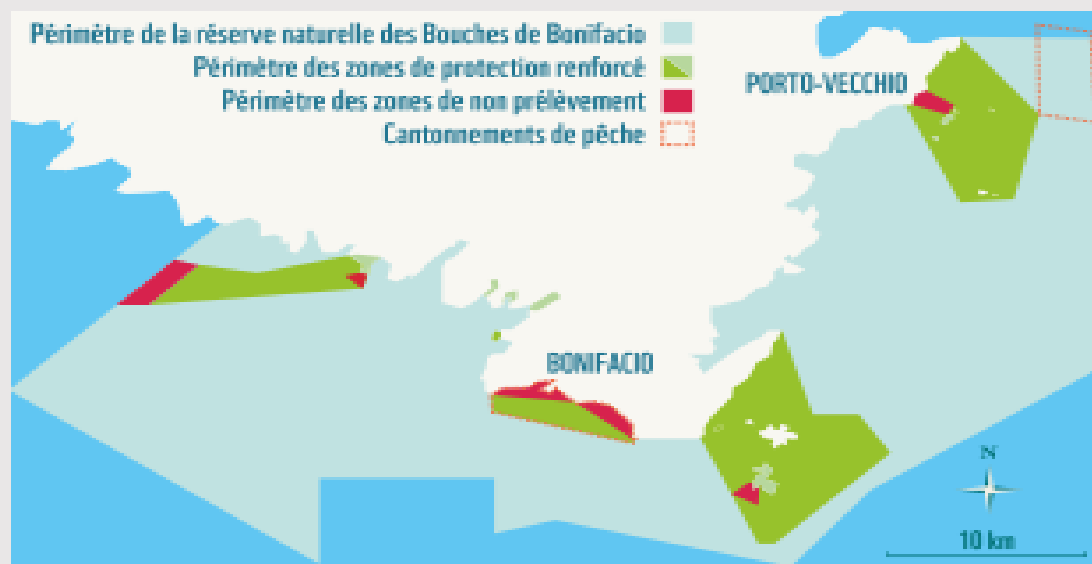 Périmètre de la réserve naturelle des Bouches de Bonifacio
Périmètre des zones de protection renforcé
Périmètre des zones de non prélèvement
Cantonnements de pêche
PORTO-VECCHIO
BONIFACIO
N
10 km